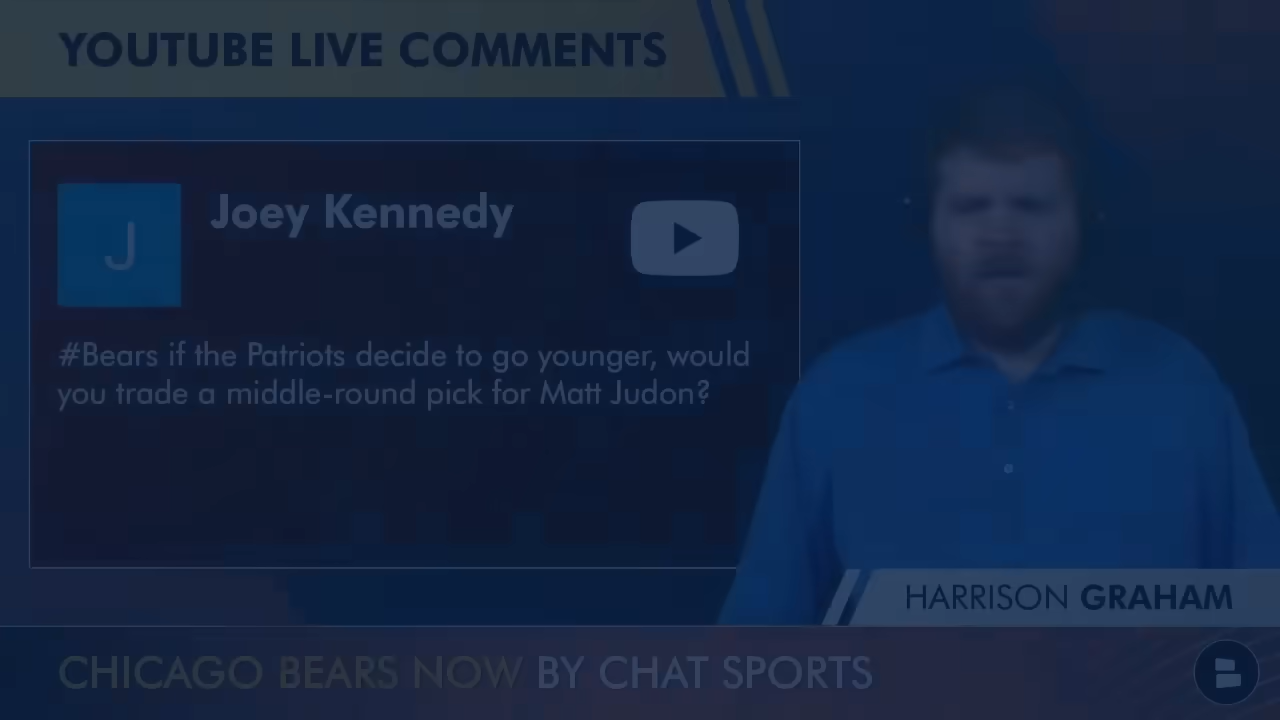 YOUTUBE LIVE COMMENTS
J
Joey Kennedy
#Bears if the Patriots decide to go younger, would
you trade a middle-round pick for Matt Judon?
HARRISON GRAHAM
CHICAGO BEARS NOW BY CHAT SPORTS